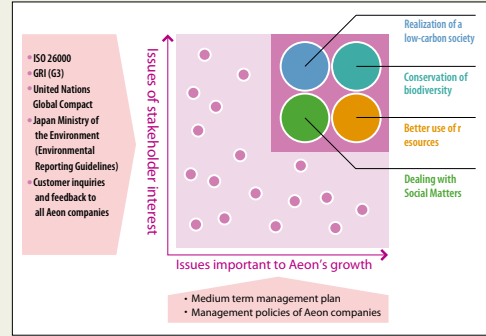 • ISO 26000
• GRI (G3)
• United Nations
Global Compact
• Japan Ministry of
the Environment
(Environmental
Reporting Guidelines)
• Customer inquiries
and feedback to
all Aeon companies
Issues of stakeholder
interest
Realization of a
low-carbon society
Conservation of
biodiversity
Better use of r
esources
Dealing with
Social Matters
Issues important to Aeon's growth
• Medium term management plan
• Management policies of Aeon companies